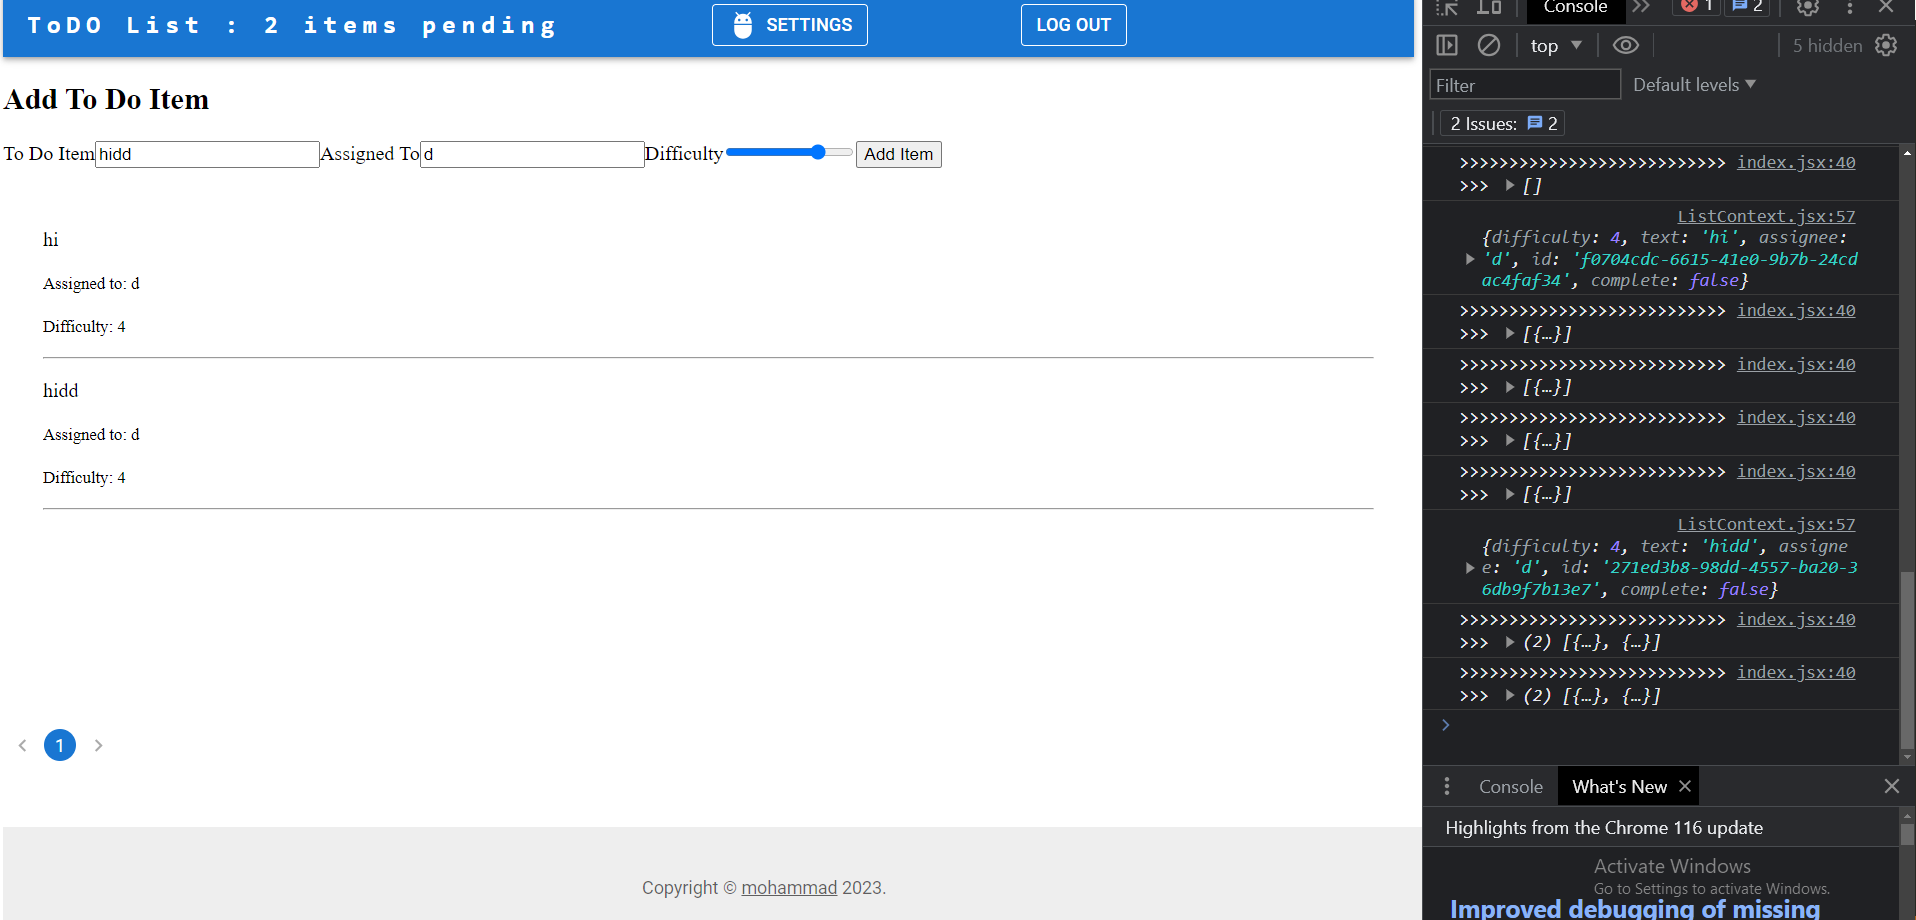 ToDO List : 2 items pending
SETTINGS
LOG OUT
Add To Do Item
To Do Item hidd Assigned To d Difficulty Add Item
hi
Assigned to: d
Difficulty: 4
hidd
Assigned to: d
Difficulty: 4
1
Copyright © mohammad 2023.
Console 1 2
top 5 hidden
Filter Default levels
2 Issues: 2
>>>>>>>>>>>>>>>>>>>>>>>>>>> index.jsx:40
>>> []
ListContext.jsx:57
{difficulty: 4, text: 'hi', assignee:
'd', id: 'f0704cdc-6615-41e0-9b7b-24cd
ac4faf34', complete: false}
>>>>>>>>>>>>>>>>>>>>>>>>>>> index.jsx:40
>>> [{…}]
>>>>>>>>>>>>>>>>>>>>>>>>>>> index.jsx:40
>>> [{…}]
>>>>>>>>>>>>>>>>>>>>>>>>>>> index.jsx:40
>>> [{…}]
>>>>>>>>>>>>>>>>>>>>>>>>>>> index.jsx:40
>>> [{…}]
ListContext.jsx:57
{difficulty: 4, text: 'hidd', assigne
e: 'd', id: '271ed3b8-98dd-4557-ba20-3
6db9f7b13e7', complete: false}
>>>>>>>>>>>>>>>>>>>>>>>>>>> index.jsx:40
>>> (2) [{…}, {…}]
>>>>>>>>>>>>>>>>>>>>>>>>>>> index.jsx:40
>>> (2) [{…}, {…}]
Console What's New
Highlights from the Chrome 116 update
Activate Windows
Go to Settings to activate Windows.
Improved debugging of missing